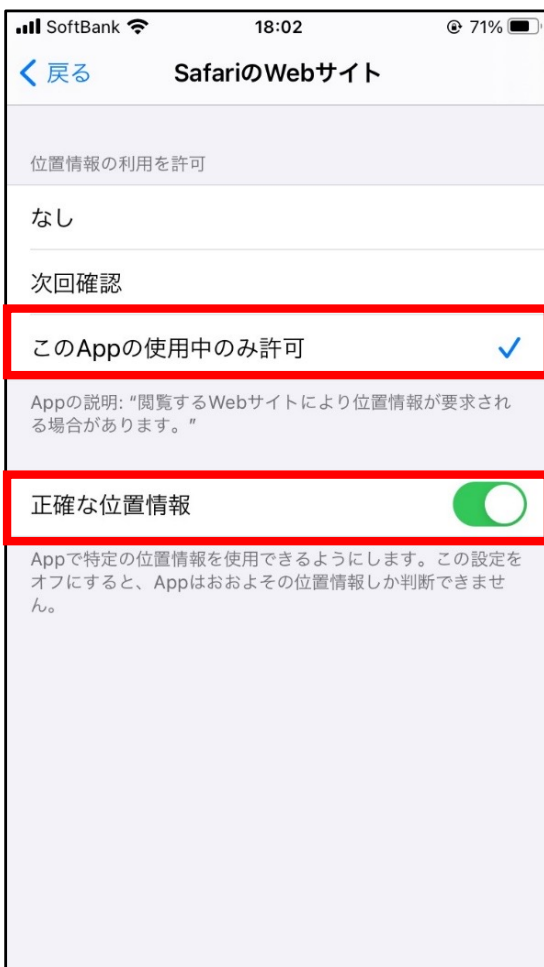 SoftBank 18:02 71%
戻る SafariのWebサイト
位置情報の利用を許可
なし
次回確認
このAppの使用中のみ許可
Appの説明: “閲覧するWebサイトにより位置情報が要求され
る場合があります。”
正確な位置情報
Appで特定の位置情報を使用できるようにします。この設定を
オフにすると、Appはおおよその位置情報しか判断できませ
ん。